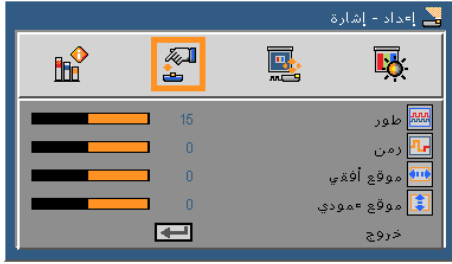 إعداد - إشارة
طور 15
زمن 0
موقع أفقي 0
موقع عمودي 0
خروج